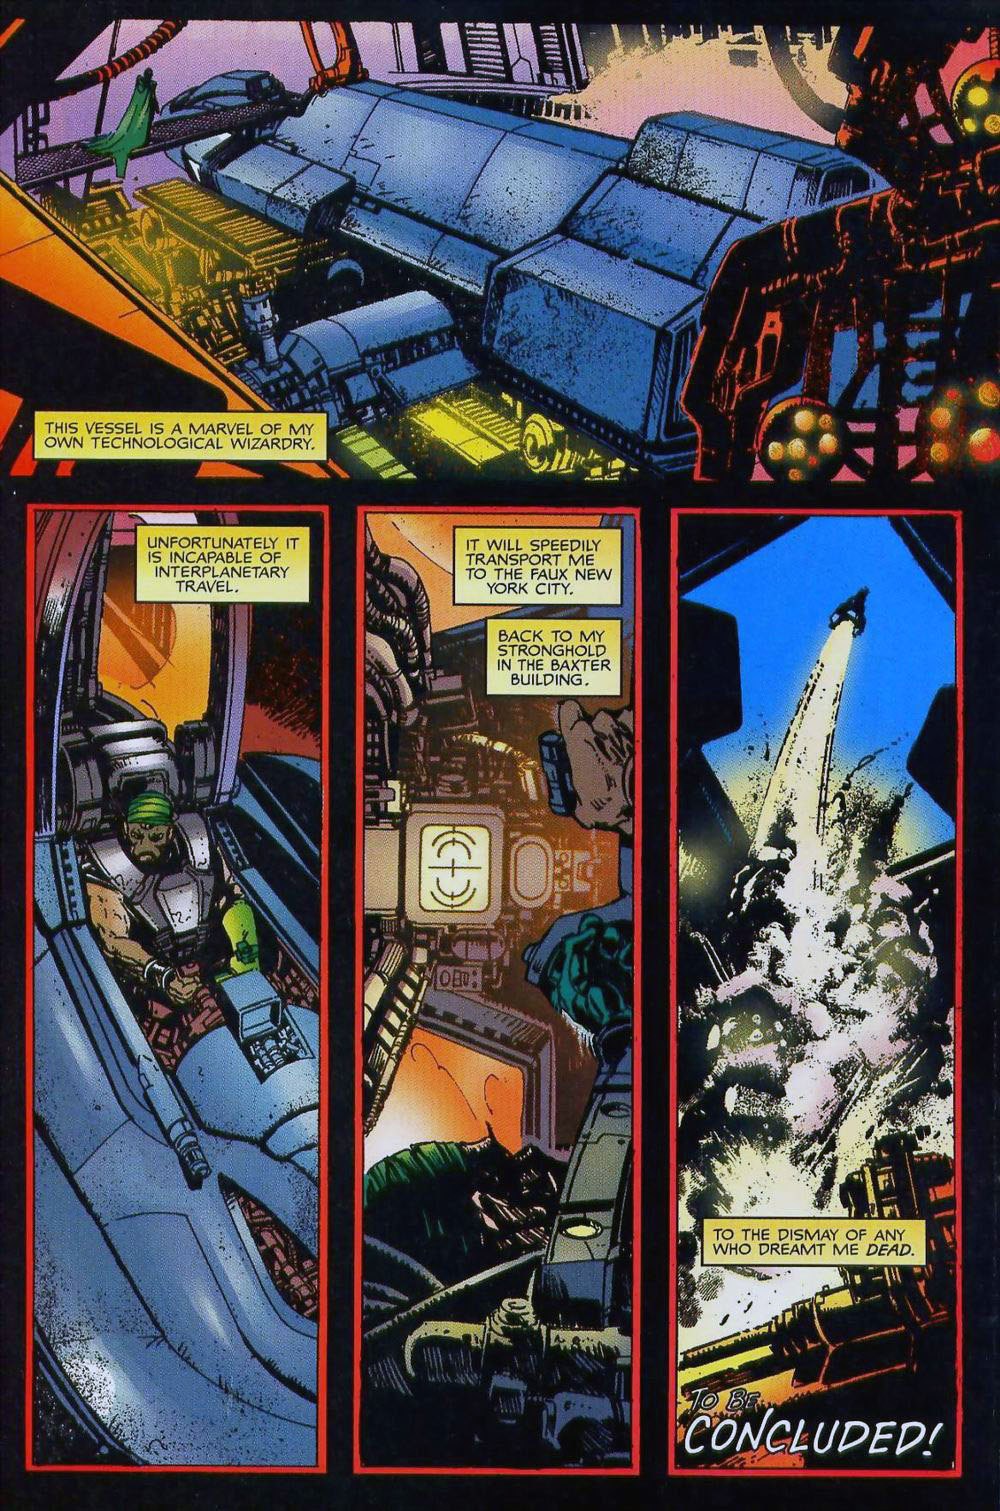 THIS VESSEL IS A MARVEL OF MY
OWN TECHNOLOGICAL WIZARDRY.
UNFORTUNATELY IT
IS INCAPABLE OF
INTERPLANETARY
TRAVEL.
IT WILL SPEEDILY
TRANSPORT ME
TO THE FAUX NEW
YORK CITY.
BACK TO MY
STRONGHOLD
IN THE BAXTER
BUILDING.
TO THE DISMAY OF ANY
WHO DREAMT ME DEAD.
TO BE
CONCLUDED!